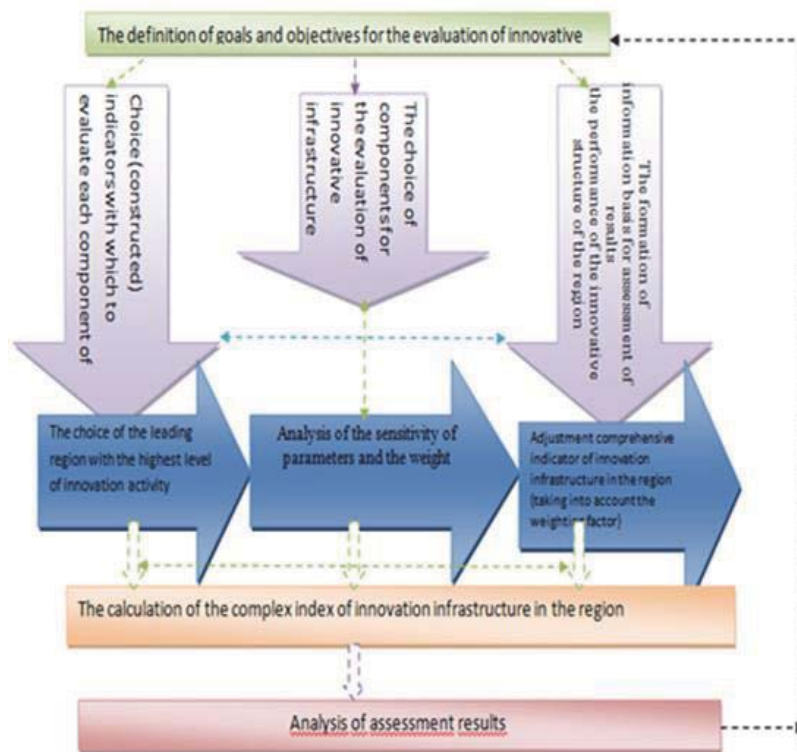 The definition of goals and objectives for the evaluation of innovative
Choice (constructed)
indicators with which to
evaluate each component of
The choice of
components for
the evaluation of
innovative
infrastructure
The formation of
information basis for assessment of
results
the performance of the innovative
structure of the region
The choice of the leading
region with the highest level
of innovation activity
Analysis of the sensitivity of
parameters and the weight
Adjustment comprehensive
indicator of innovation
infrastructure in the region
(taking into account the
weighting factor)
The calculation of the complex index of innovation infrastructure in the region
Analysis of assessment results